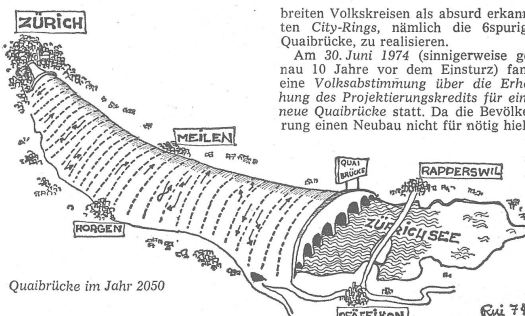 breiten Volkskreisen als absurd erkann-
ten City-Rings, nämlich die 6spurig
Quaibrücke, zu realisieren.
Am 30. Juni 1974 (sinnigerweise ge
nau 10 Jahre vor dem Einsturz) fan
eine Volksabstimmung über die Erhö
hung des Projektierungskredits für ein
neue Quaibrücke statt. Da die Bevölke
rung einen Neubau nicht für nötig hiel
ZÜRICH
MEILEN
QUAI
BRÜCKE
RAPPERSWIL
HORGEN
ZÜRICHSEE
PFÄFFIKON
Quaibrücke im Jahr 2050